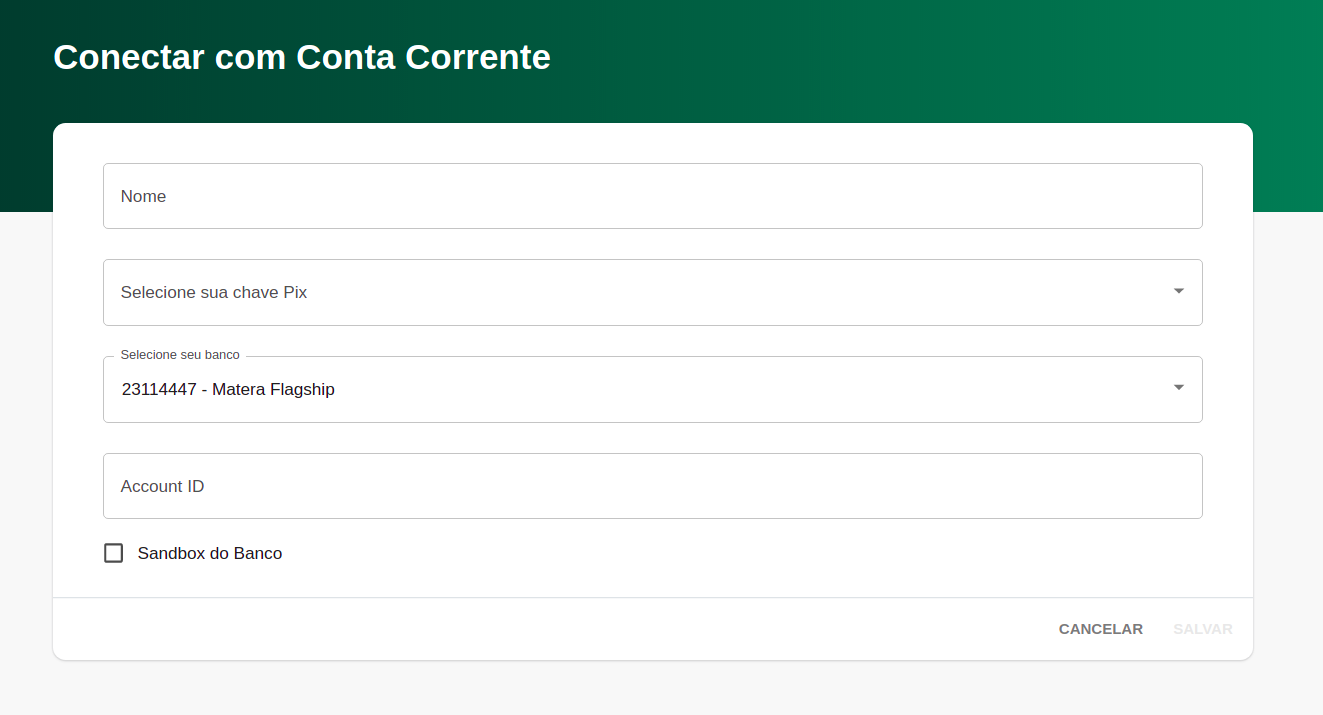 Conectar com Conta Corrente
Nome
Selecione sua chave Pix
Selecione seu banco
23114447 - Matera Flagship
Account ID
Sandbox do Banco
CANCELAR SALVAR